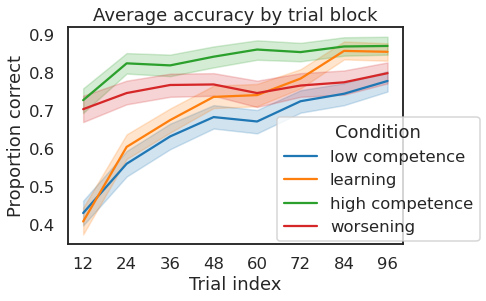 Average accuracy by trial block
Proportion correct
0.9
0.8
0.7
0.6
0.5
0.4
Condition
low competence
learning
high competence
worsening
12 24 36 48 60 72 84 96
Trial index